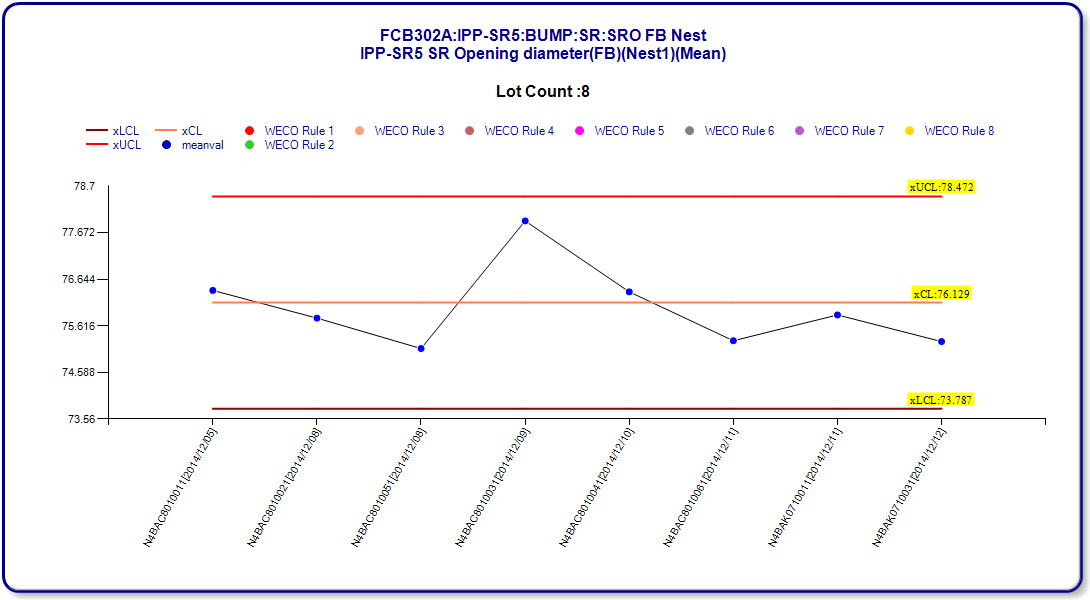 FCB302A:IPP-SR5:BUMP:SR:SRO FB Nest
IPP-SR5 SR Opening diameter(FB)(Nest1)(Mean)
Lot Count :8
xLCL xCL WECO Rule 1 WECO Rule 3 WECO Rule 4 WECO Rule 5 WECO Rule 6 WECO Rule 7 WECO Rule 8
xUCL meanval WECO Rule 2
78.7
xUCL:78.472
77.672
76.644
xCL:76.129
75.616
74.588
xLCL:73.787
73.56
N4BAC8010011[2014/12/05]
N4BAC8010021[2014/12/08]
N4BAC8010051[2014/12/08]
N4BAC8010031[2014/12/09]
N4BAC8010041[2014/12/10]
N4BAC8010061[2014/12/11]
N4BAK0710011[2014/12/11]
N4BAK0710031[2014/12/12]